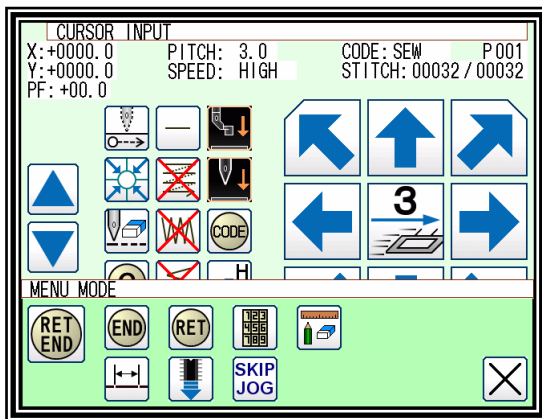 CURSOR INPUT
X:+0000.0 PITCH: 3.0 CODE: SEW P001
Y:+0000.0 SPEED: HIGH STITCH: 00032/00032
PF: +00.0
3
CODE
H
MENU MODE
RET END
END
RET
123
456
789
SKIP
JOG